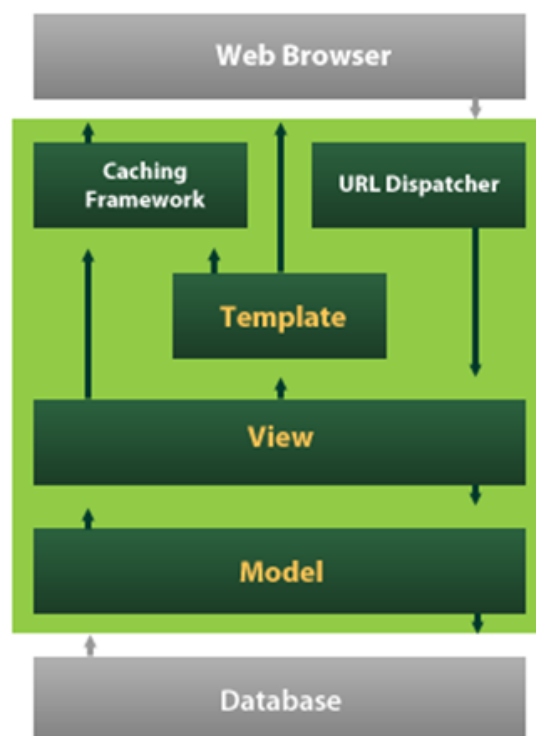 Web Browser
Caching
Framework
URL Dispatcher
Template
View
Model
Database